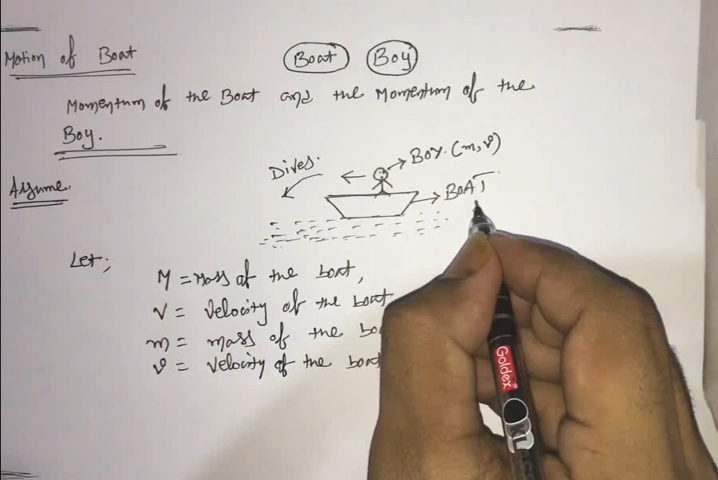 Motion of Boat
Boat
Boy
Momentum of the Boat and the Momentum of the
Boy.
Assume.
Dives.
Boy. (m, v)
BOAT
Let;
M = Mass of the boat,
V = Velocity of the boat
m = mass of the
v = Velocity of the boat
Goldex